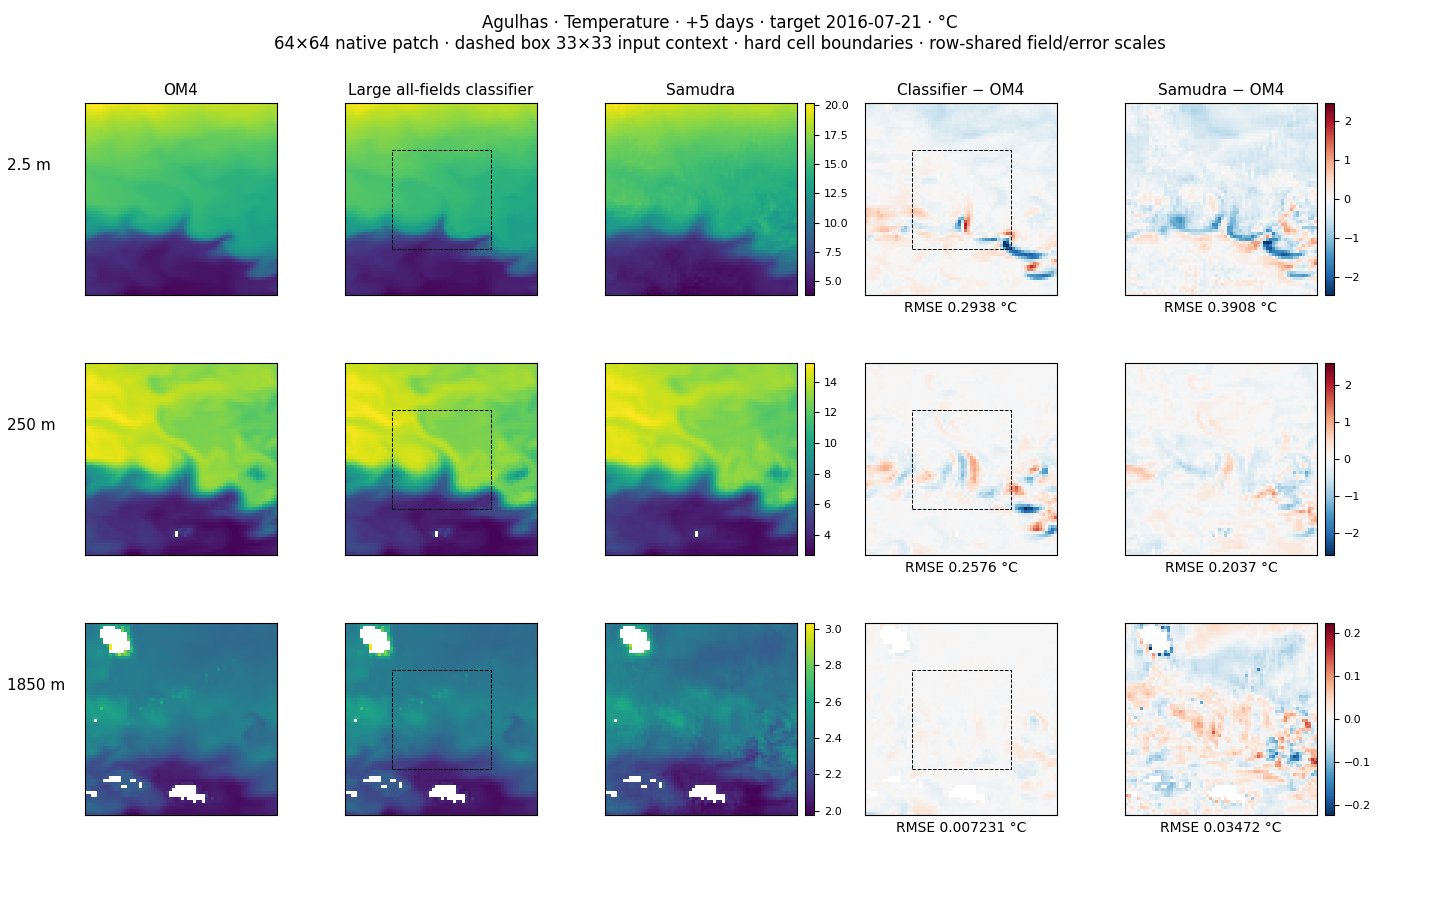 Agulhas · Temperature · +5 days · target 2016-07-21 · °C
64×64 native patch · dashed box 33×33 input context · hard cell boundaries · row-shared field/error scales
OM4
Large all-fields classifier
Samudra
Classifier − OM4
Samudra − OM4
2.5 m
20.0
17.5
15.0
12.5
10.0
7.5
5.0
2
1
0
−1
−2
RMSE 0.2938 °C
RMSE 0.3908 °C
250 m
14
12
10
8
6
4
2
1
0
−1
−2
RMSE 0.2576 °C
RMSE 0.2037 °C
1850 m
3.0
2.8
2.6
2.4
2.2
2.0
0.2
0.1
0.0
−0.1
−0.2
RMSE 0.007231 °C
RMSE 0.03472 °C